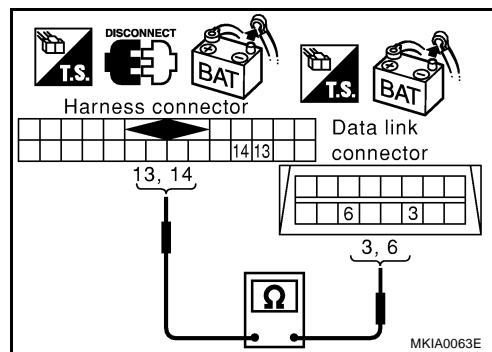 DISCONNECT
T.S.
BAT
T.S.
BAT
Harness connector
Data link
connector
14 13
13, 14
6 3
3, 6
Ω
MKIA0063E